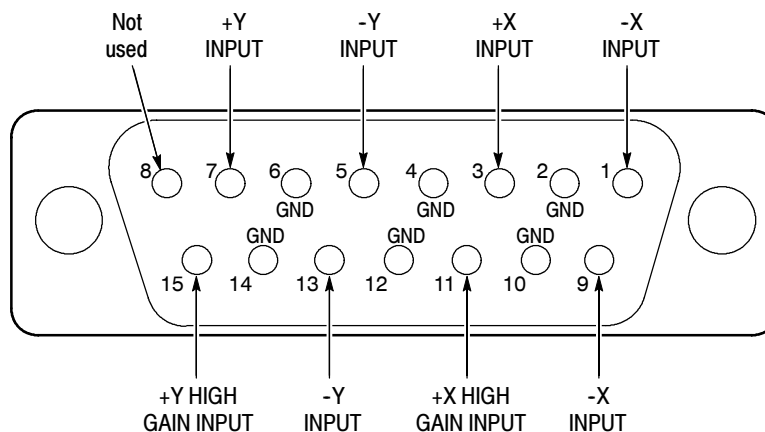 Not used
+Y INPUT
-Y INPUT
+X INPUT
-X INPUT
8 7 6 5 4 3 2 1
GND GND GND
GND GND GND
15 14 13 12 11 10 9
+Y HIGH GAIN INPUT
-Y INPUT
+X HIGH GAIN INPUT
-X INPUT